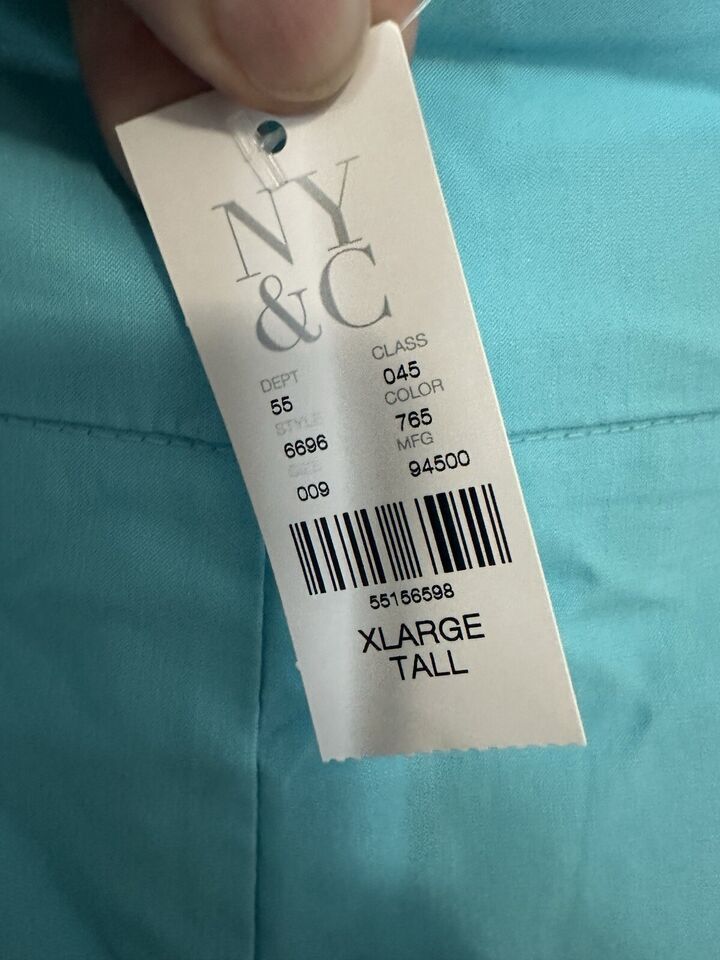 NY
&C
DEPT CLASS
55 045
STYLE COLOR
6696 765
SIZE MFG
009 94500
55156598
XLARGE
TALL